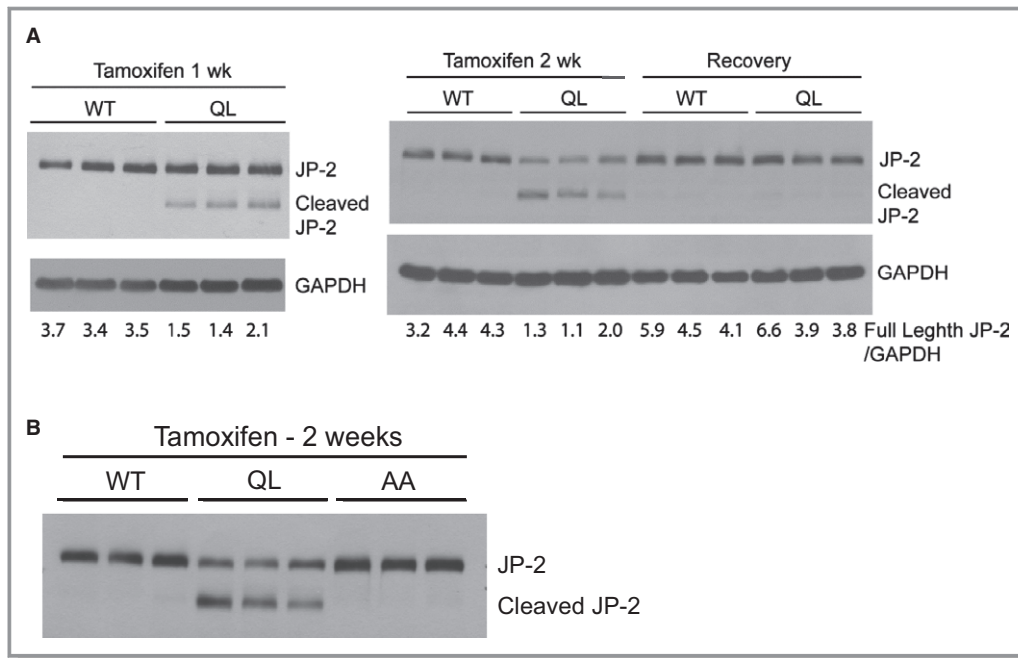 A
Tamoxifen 1 wk
WT QL
JP-2
Cleaved
JP-2
GAPDH
3.7 3.4 3.5 1.5 1.4 2.1
Tamoxifen 2 wk Recovery
WT QL WT QL
JP-2
Cleaved
JP-2
GAPDH
3.2 4.4 4.3 1.3 1.1 2.0 5.9 4.5 4.1 6.6 3.9 3.8 Full Leghth JP-2
/GAPDH
B
Tamoxifen - 2 weeks
WT QL AA
JP-2
Cleaved JP-2